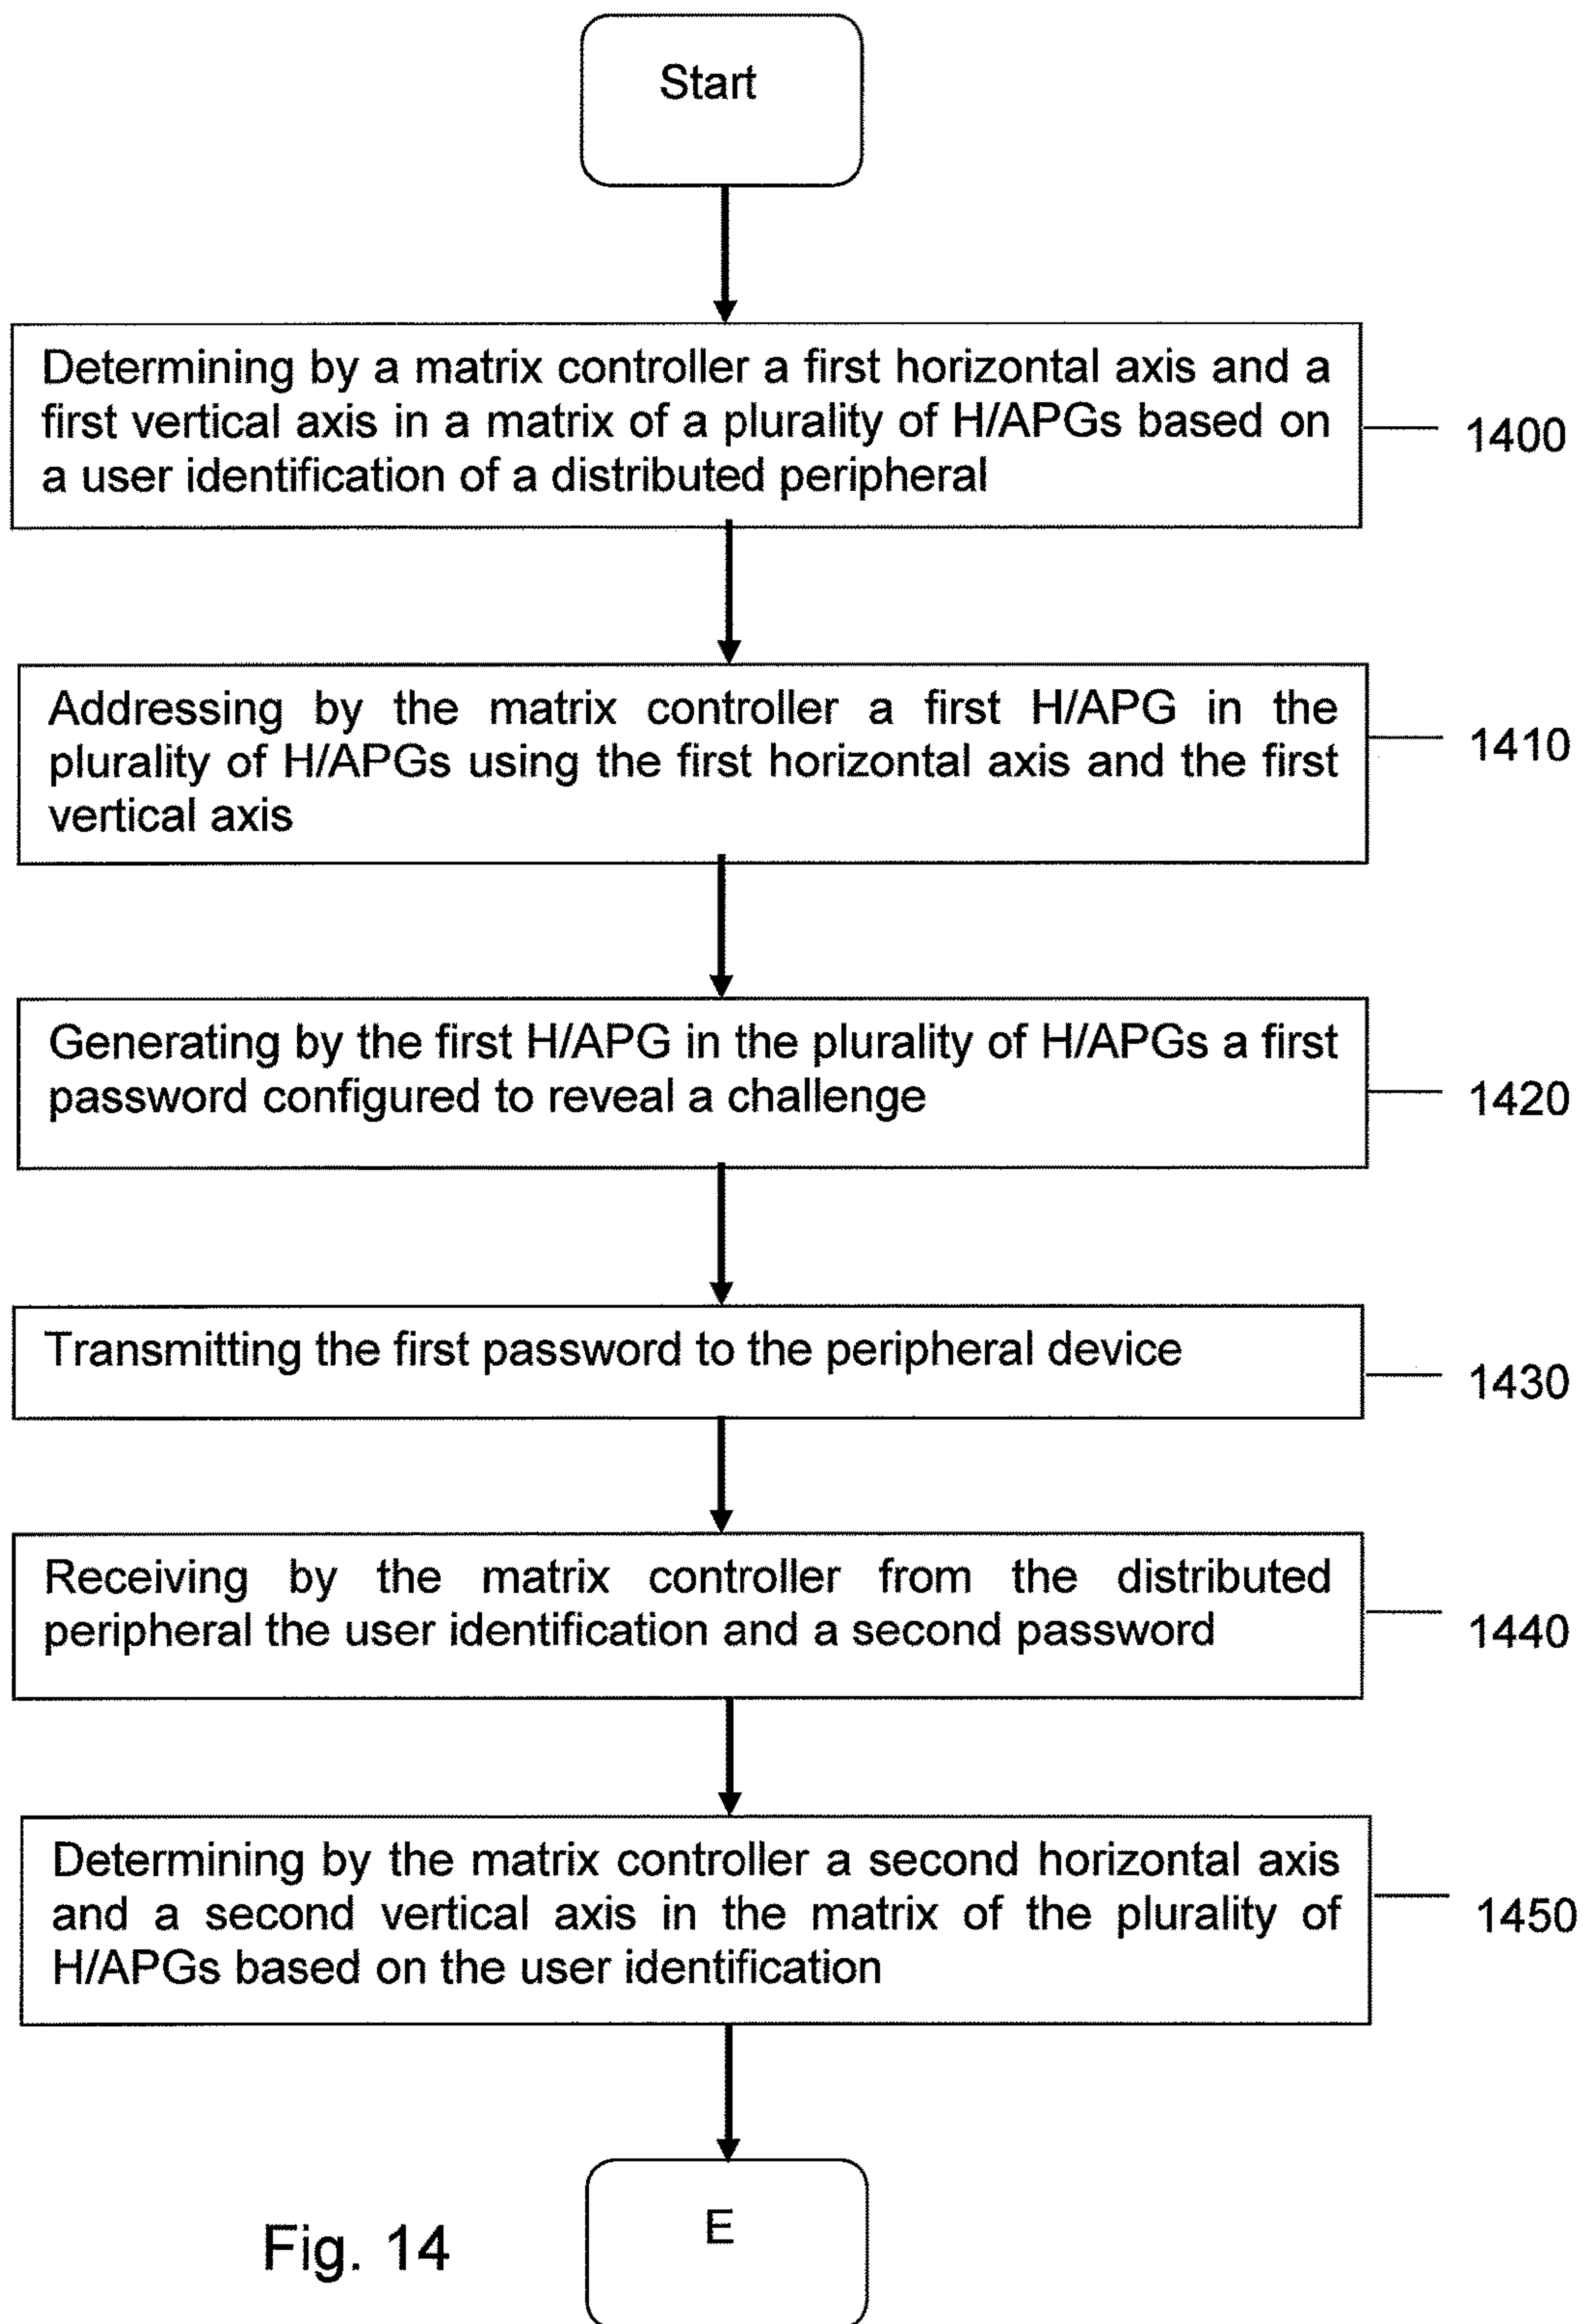 Start
Determining by a matrix controller a first horizontal axis and a
first vertical axis in a matrix of a plurality of H/APGs based on
a user identification of a distributed peripheral
1400
Addressing by the matrix controller a first H/APG in the
plurality of H/APGs using the first horizontal axis and the first
vertical axis
1410
Generating by the first H/APG in the plurality of H/APGs a first
password configured to reveal a challenge
1420
Transmitting the first password to the peripheral device
1430
Receiving by the matrix controller from the distributed
peripheral the user identification and a second password
1440
Determining by the matrix controller a second horizontal axis
and a second vertical axis in the matrix of the plurality of
H/APGs based on the user identification
1450
E
Fig. 14